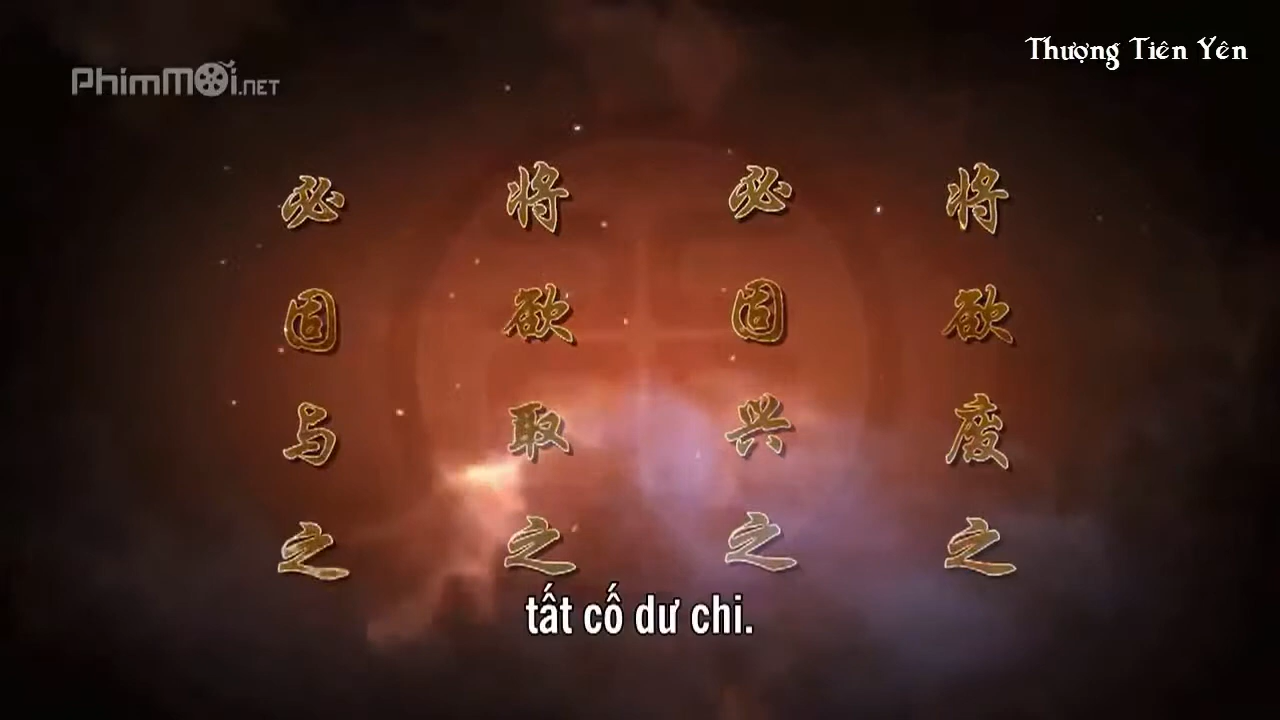 Thượng Tiên Yên
PhimMỡi.NET
将欲废之
必固兴之
将欲取之
必固与之
tất cố dư chi.